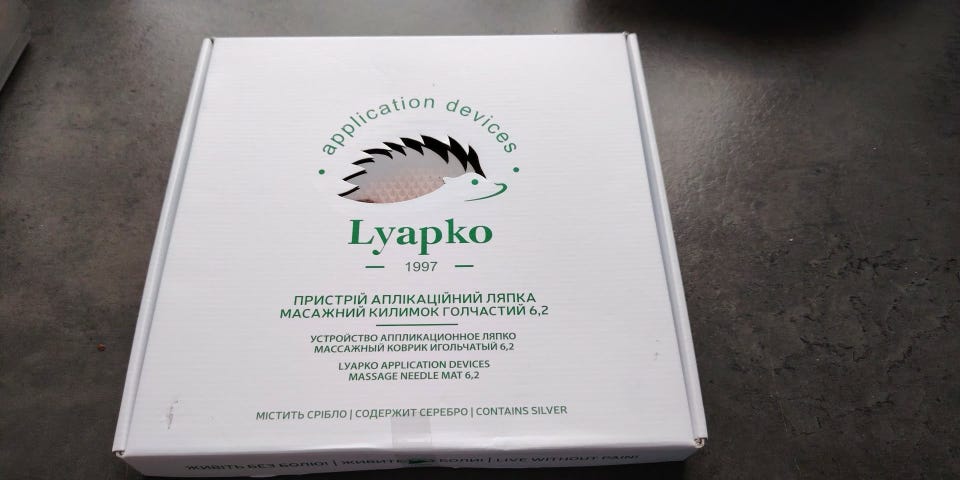 application devices
Lyapko
1997
ПРИСТРІЙ АПЛІКАЦІЙНИЙ ЛЯПКА
МАСАЖНИЙ КИЛИМОК ГОЛЧАСТИЙ 6,2
УСТРОЙСТВО АППЛИКАЦИОННОЕ ЛЯПКО
МАССАЖНЫЙ КОВРИК ИГОЛЬЧАТЫЙ 6,2
LYAPKO APPLICATION DEVICES
MASSAGE NEEDLE MAT 6,2
МІСТИТЬ СРІБЛО | СОДЕРЖИТ СЕРЕБРО | CONTAINS SILVER
ЖИВІТЬ БЕЗ БОЛЮ! | ЖИВИТЕ БОЛИ! | LIVE WITHOUT PAIN!